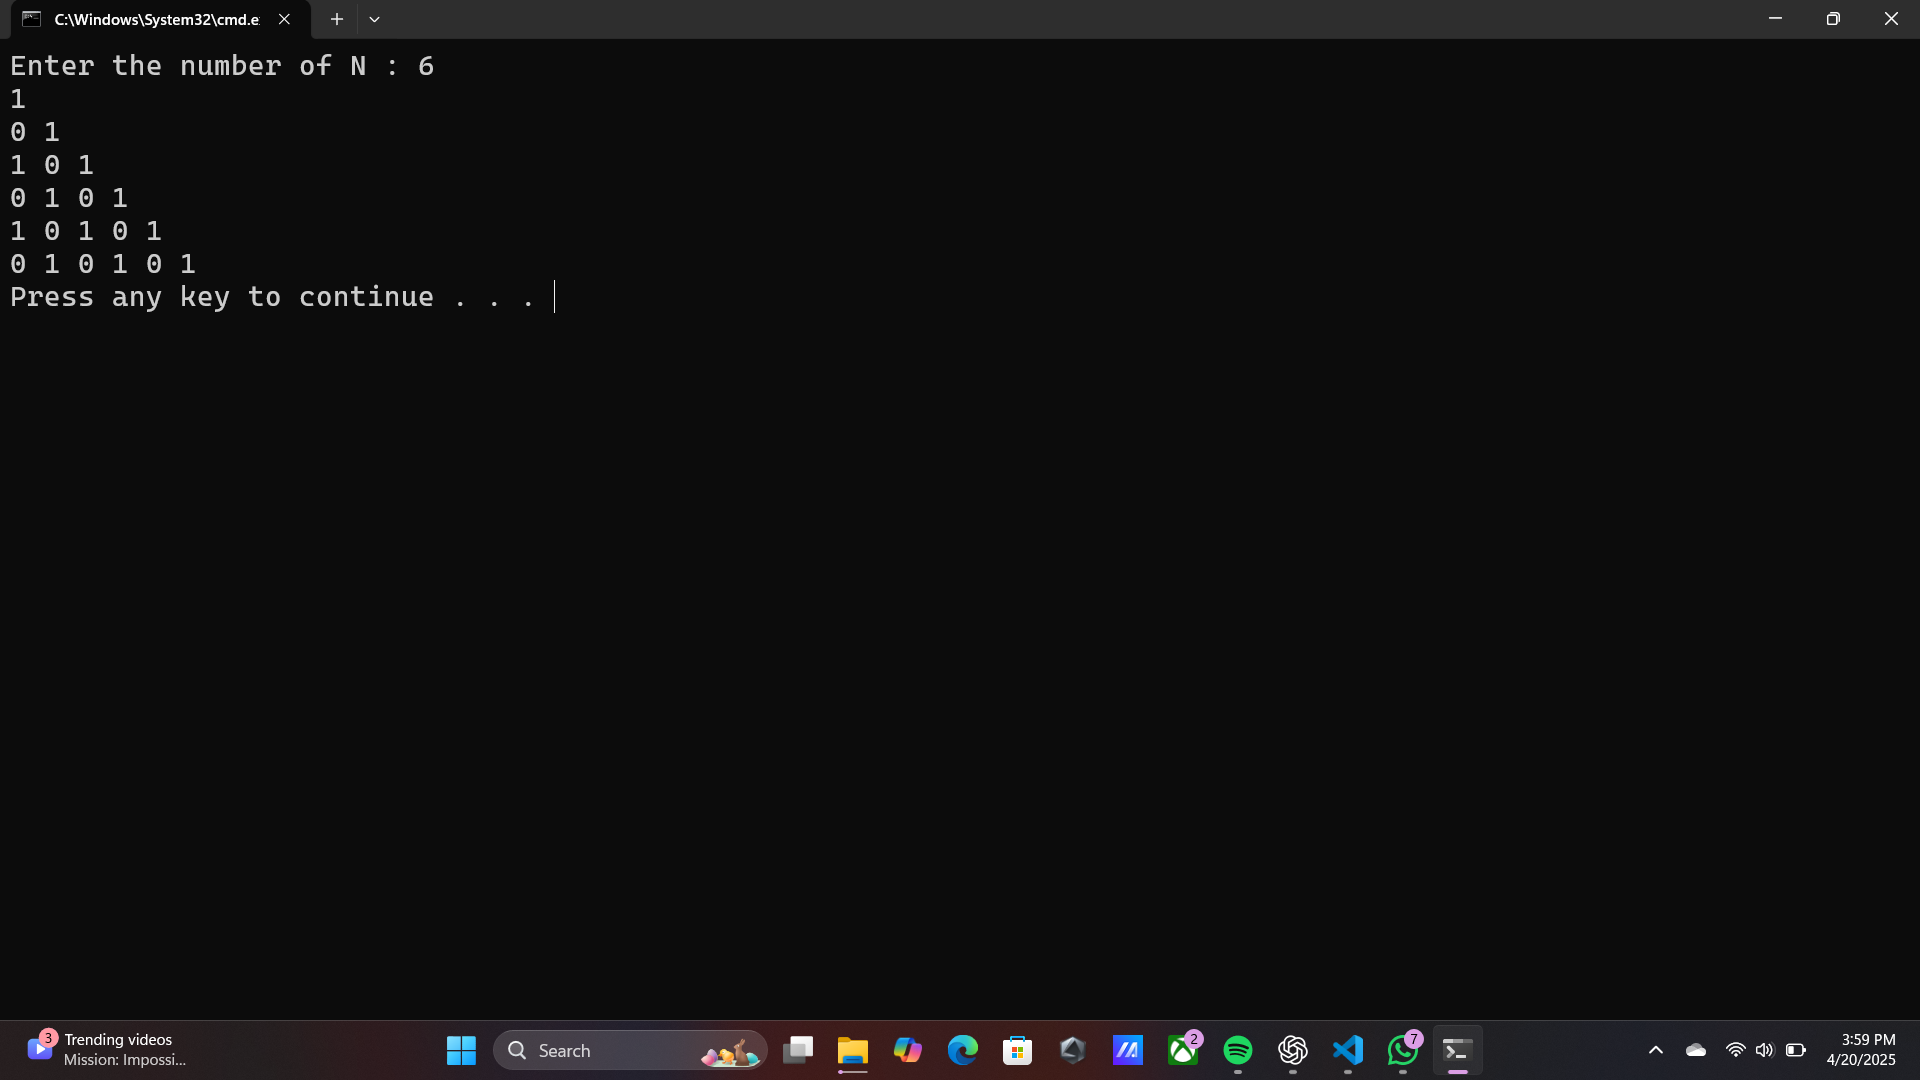 C:\Windows\System32\cmd.e
Enter the number of N : 6
1
0 1
1 0 1
0 1 0 1
1 0 1 0 1
0 1 0 1 0 1
Press any key to continue . . .
3
Trending videos
Mission: Impossi...
Search
2
7
3:59 PM
4/20/2025